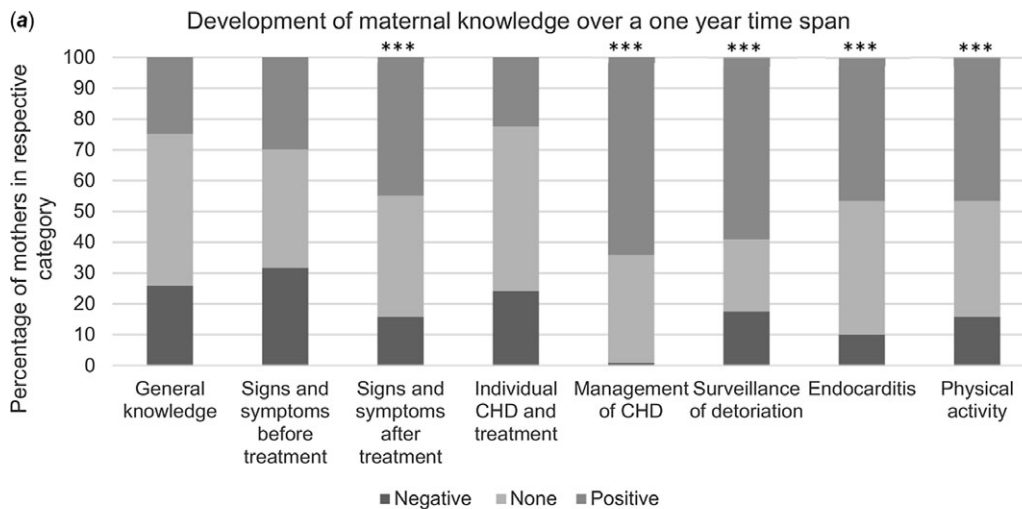 (a)
Development of maternal knowledge over a one year time span
*** *** *** *** ***
Percentage of mothers in respective
category
100
90
80
70
60
50
40
30
20
10
0
General
knowledge
Signs and
symptoms
before
treatment
Signs and
symptoms
after
treatment
Individual
CHD and
treatment
Management
of CHD
Surveillance
of detoriation
Endocarditis
Physical
activity
Negative None Positive